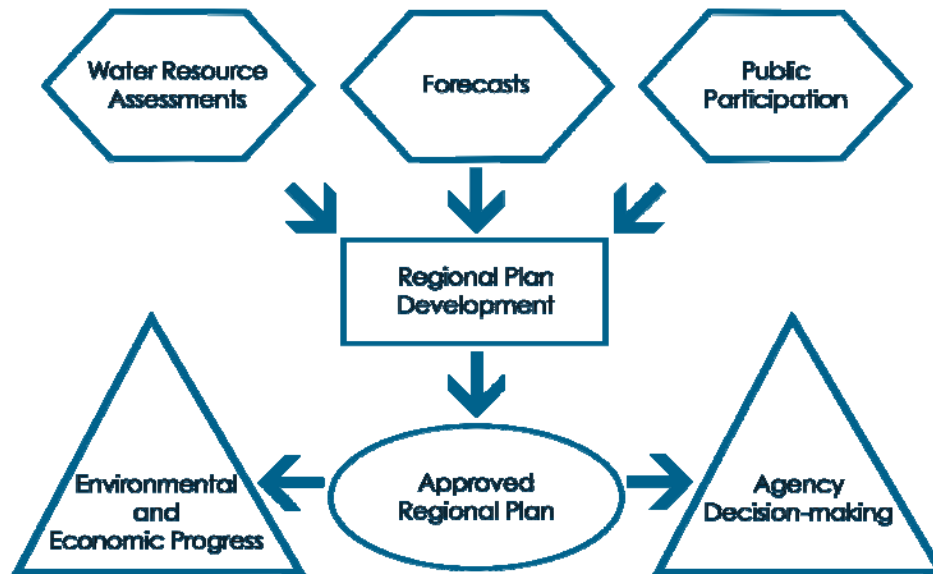 Water Resource
Assessments
Forecasts
Public
Participation
Regional Plan
Development
Environmental
and
Economic Progress
Approved
Regional Plan
Agency
Decision-making